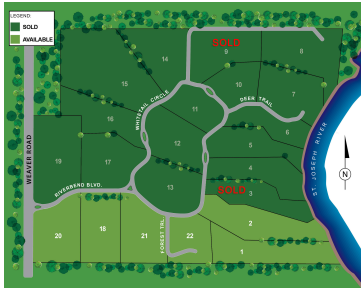 LEGEND
SOLD
AVAILABLE
SOLD
9
8
14
15
10
7
WHITETAIL CIRCLE
11
DEER TRAIL
16
6
12
5
WEAVER ROAD
19
17
4
ST. JOSEPH RIVER
N
RIVERBEND BLVD.
13
SOLD
3
20
18
21
FOREST TRL.
22
2
1